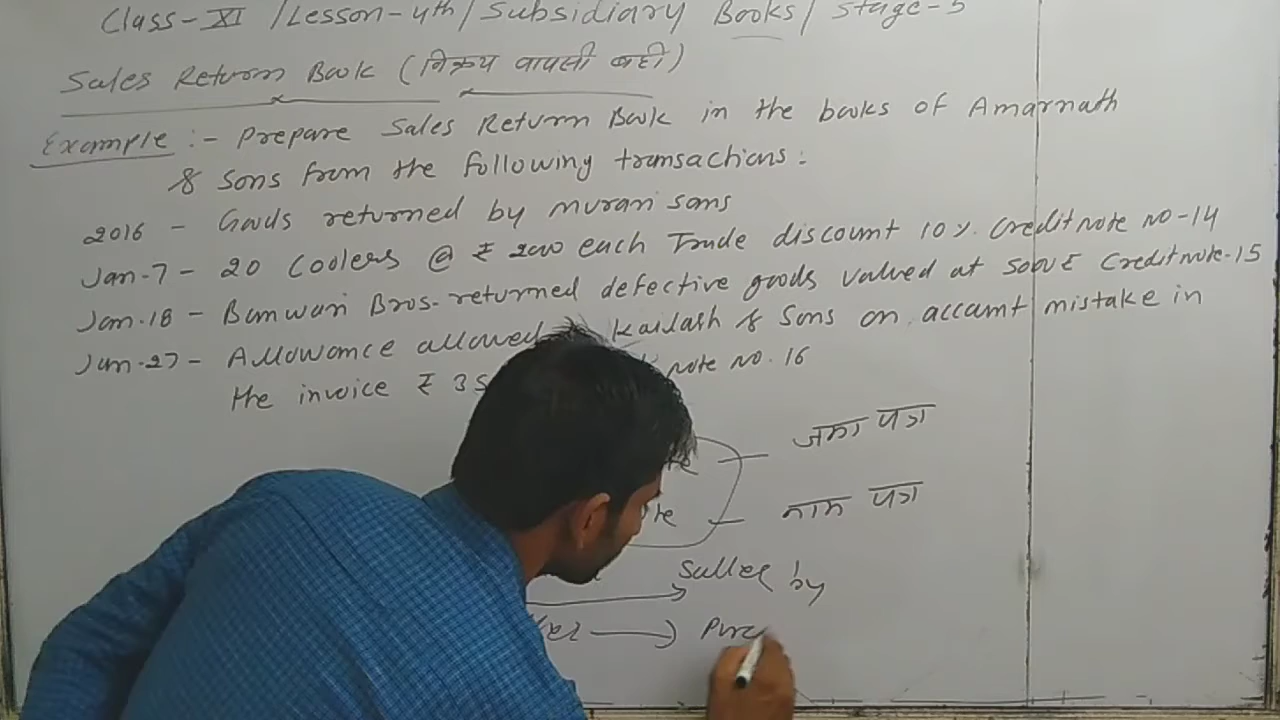 Class-XI /Lesson-4th/ Subsidiary Books/ Stage-5
Sales Return Book (विक्रय वापसी बही)
Example :- Prepare Sales Return Book in the books of Amarnath
& Sons from the following transactions:
2016 - Goods returned by Murari Sons
Jan-7 - 20 Coolers @ ₹ 2000 each Trade discount 10%. Credit note NO-14
Jan.18 - Banwari Bros. returned defective goods valued at 5000₹ Credit note-15
Jan-27 - Allowance allowed Kailash & Sons on account mistake in
the invoice ₹ 35 note NO. 16
— जमा पत्र
— नाम पत्र
Seller by
Purc